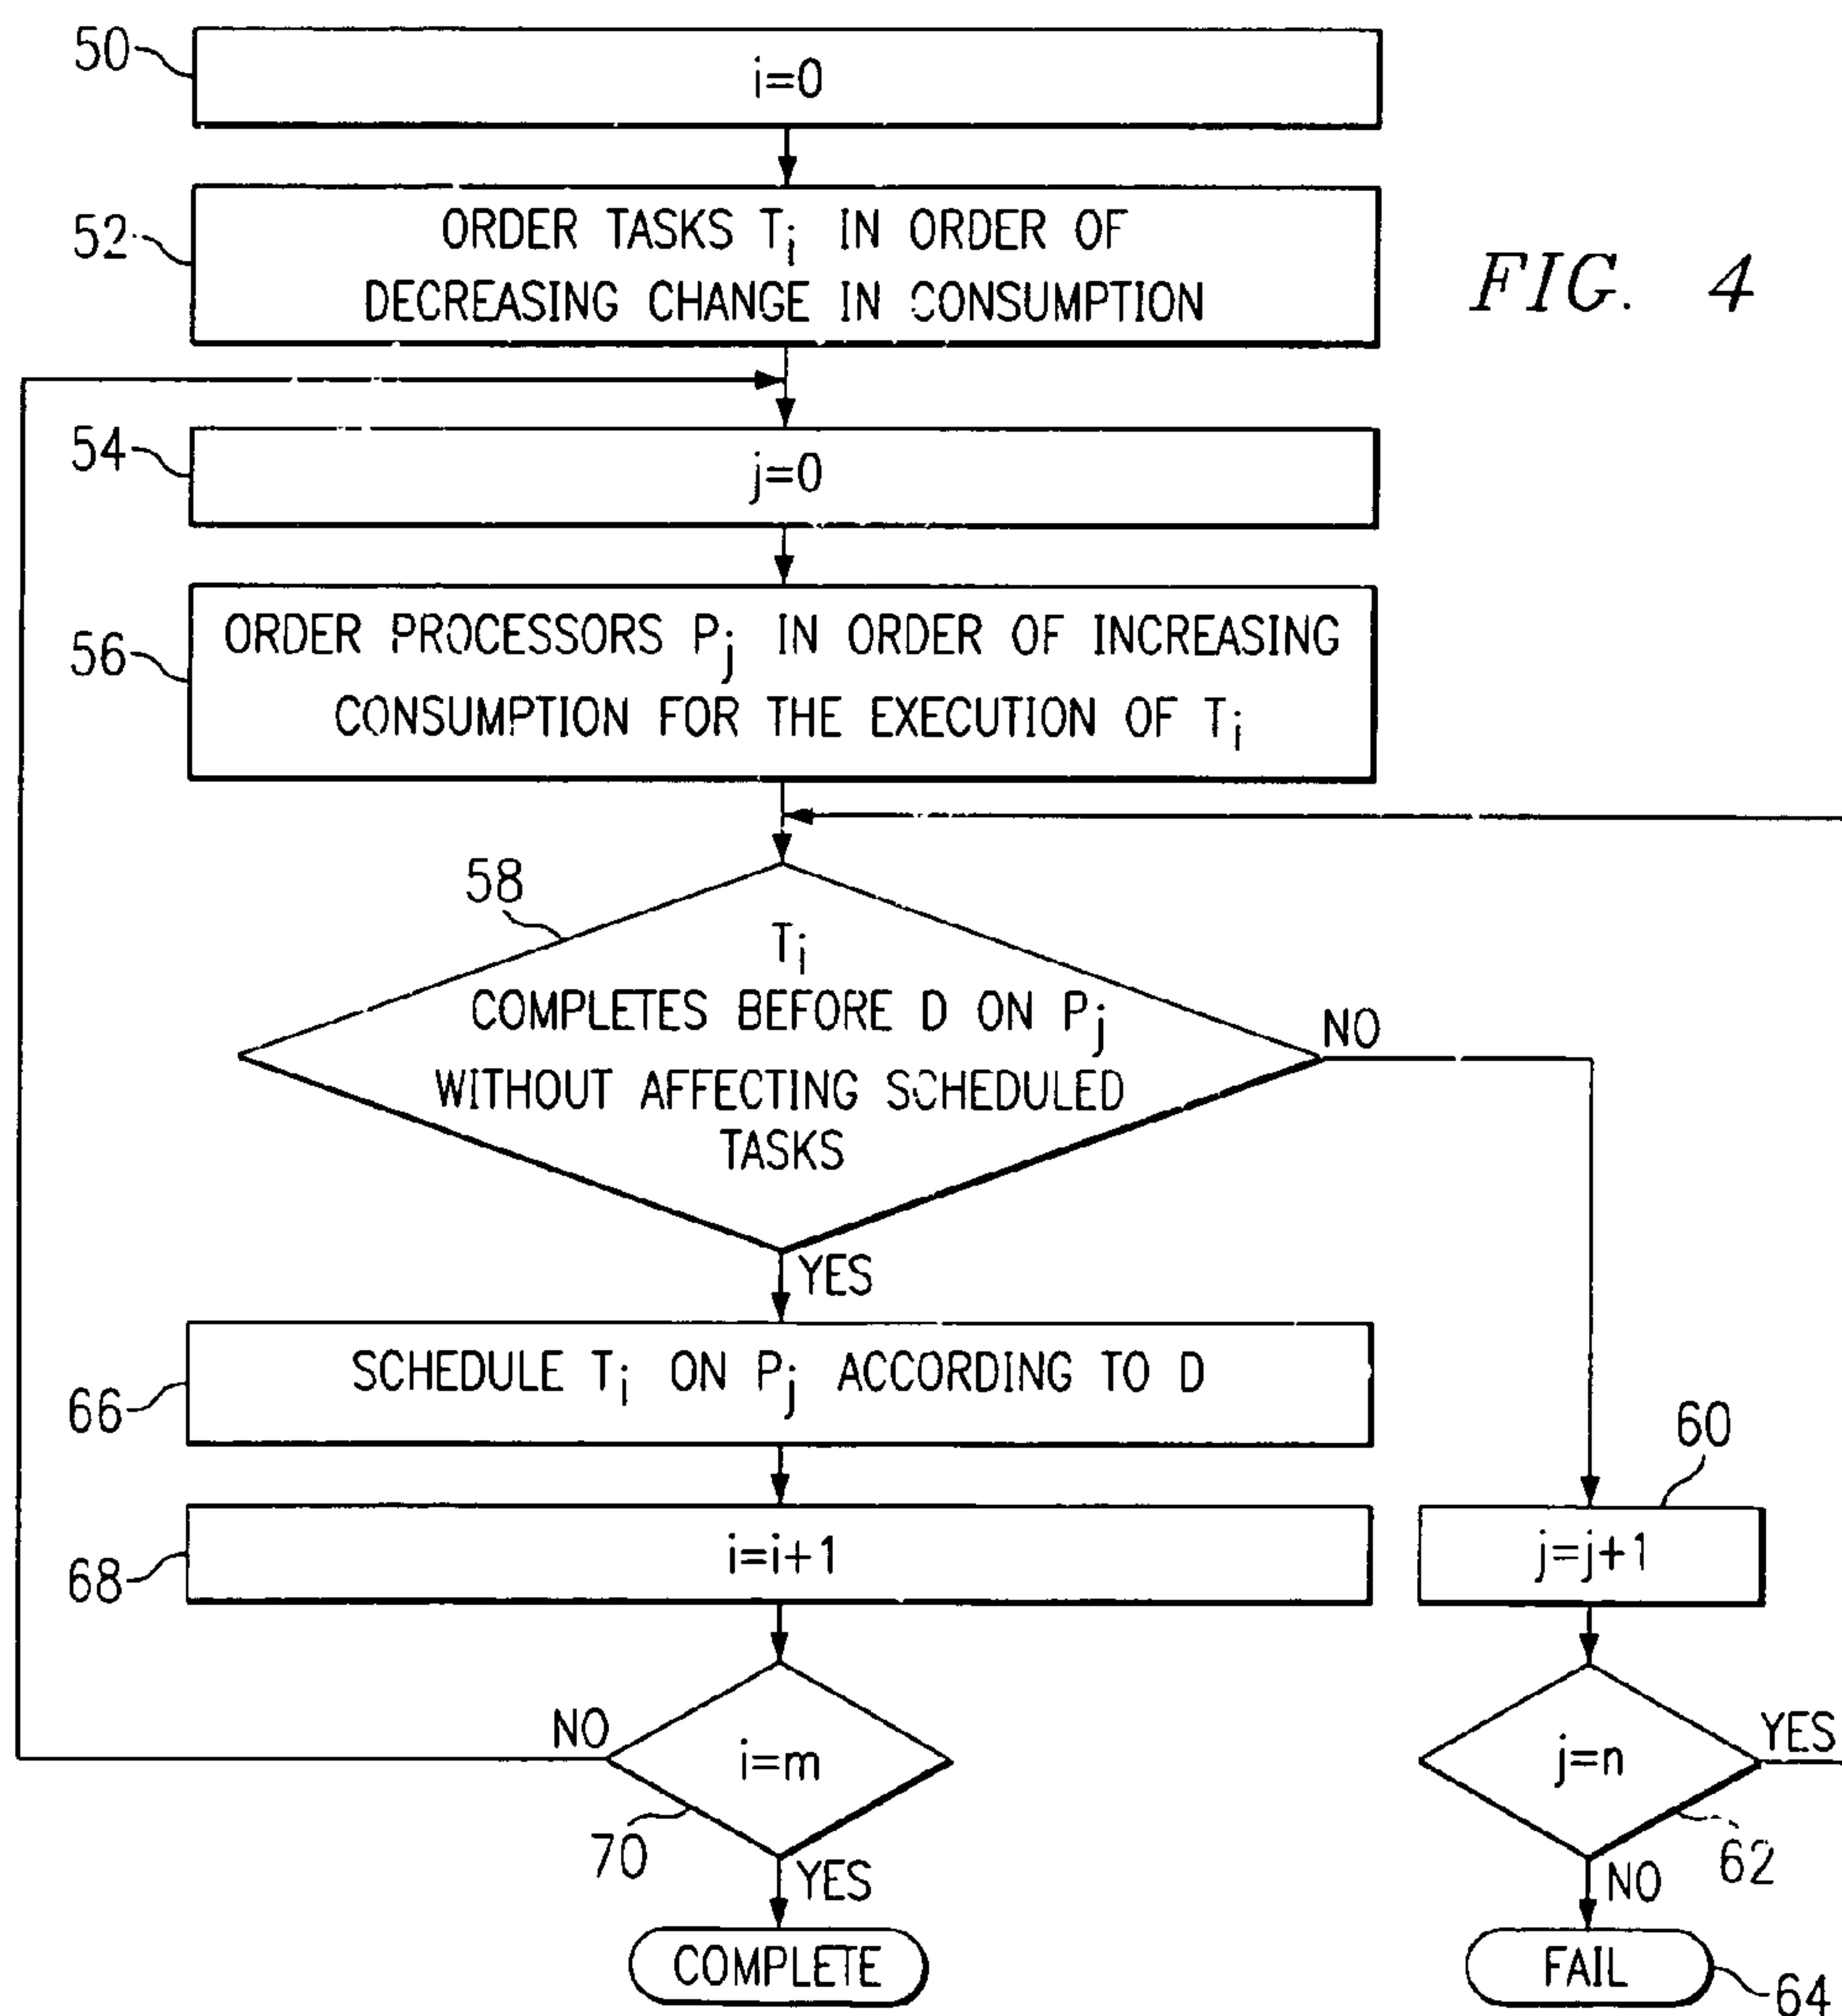 50
i=0
52
ORDER TASKS Ti IN ORDER OF
DECREASING CHANGE IN CONSUMPTION
FIG. 4
54
j=0
56
ORDER PROCESSORS Pj IN ORDER OF INCREASING
CONSUMPTION FOR THE EXECUTION OF Ti
58
Ti
COMPLETES BEFORE D ON Pj
WITHOUT AFFECTING SCHEDULED
TASKS
NO
YES
66
SCHEDULE Ti ON Pj ACCORDING TO D
60
68
i=i+1
j=j+1
NO
i=m
70
YES
COMPLETE
j=n
YES
62
NO
FAIL
64